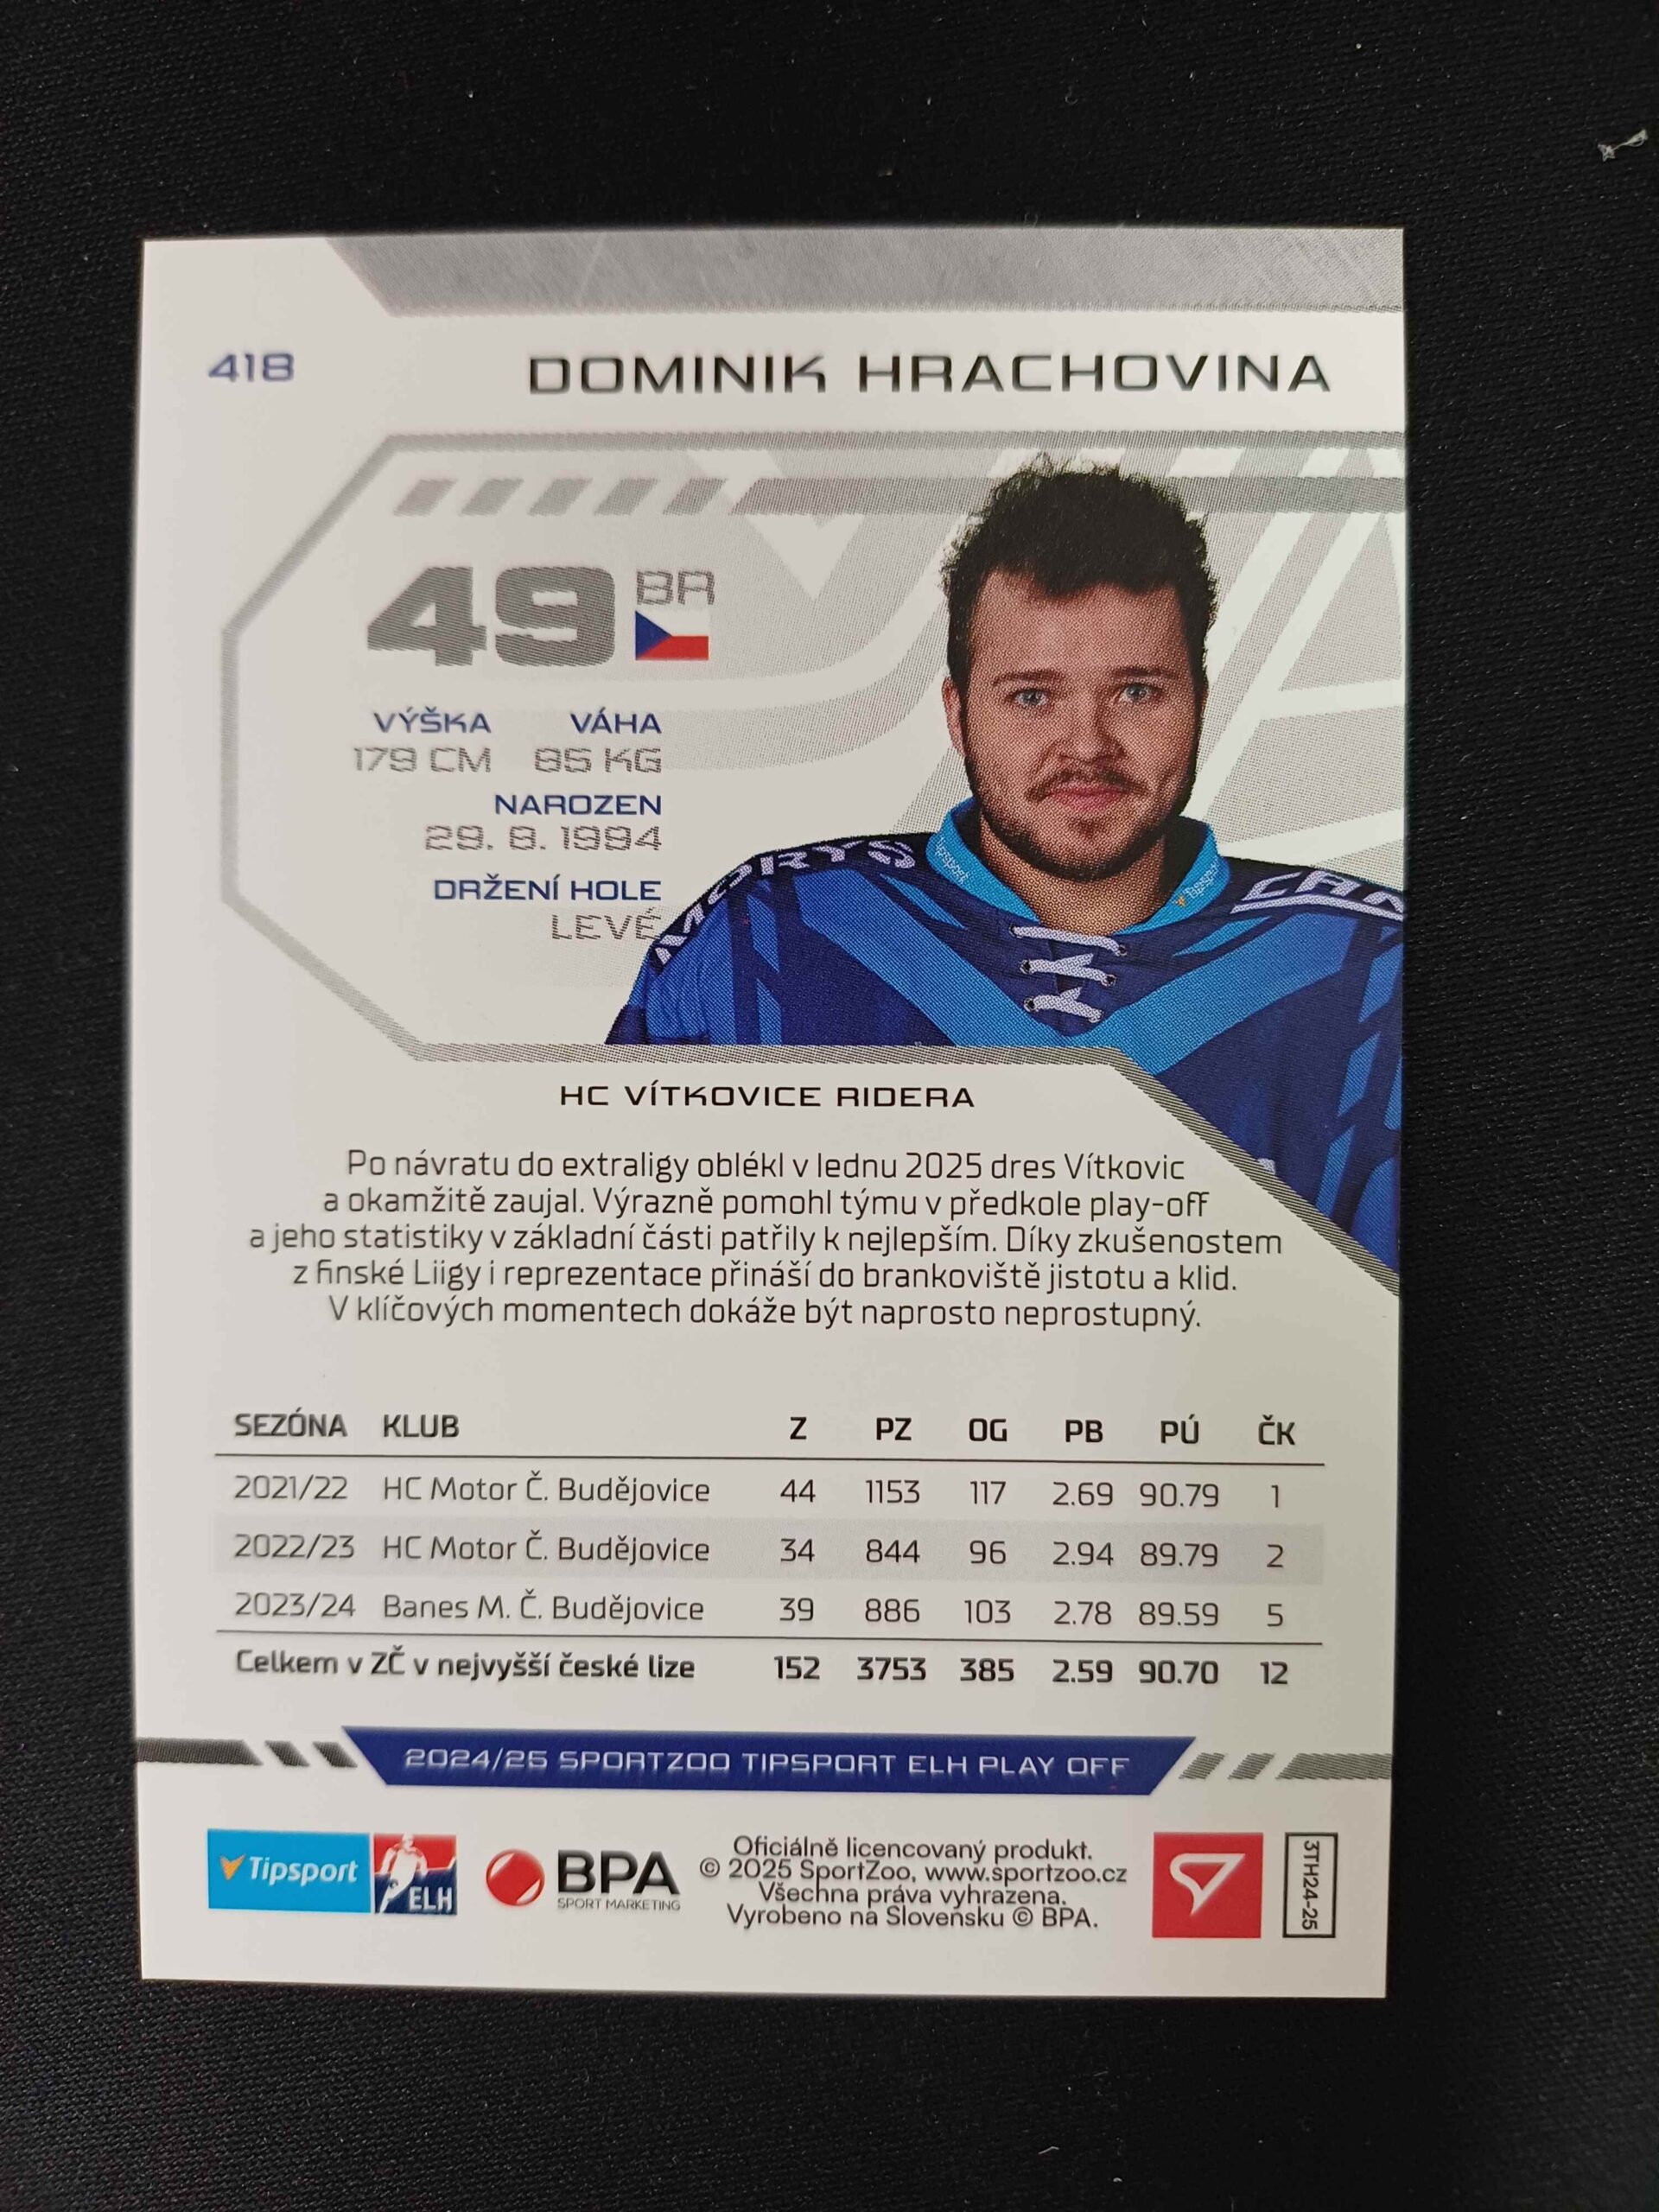 418
DOMINIK HRACHOVINA
49 BR
VÝŠKA VÁHA
179 CM 85 KG
NAROZEN
29. 8. 1994
DRŽENÍ HOLE
LEVÉ
Tipsport
Tipsport
HC VÍTKOVICE RIDERA
Po návratu do extraligy oblékl v lednu 2025 dres Vítkovic
a okamžitě zaujal. Výrazně pomohl týmu v předkole play-off
a jeho statistiky v základní části patřily k nejlepším. Díky zkušenostem
z finské Liigy i reprezentace přináší do brankoviště jistotu a klid.
V klíčových momentech dokáže být naprosto neprostupný.
SEZÓNA KLUB Z PZ OG PB PÚ ČK
2021/22 HC Motor Č. Budějovice 44 1153 117 2.69 90.79 1
2022/23 HC Motor Č. Budějovice 34 844 96 2.94 89.79 2
2023/24 Banes M. Č. Budějovice 39 886 103 2.78 89.59 5
Celkem v ZČ v nejvyšší české lize 152 3753 385 2.59 90.70 12
2024/25 SPORTZOO TIPSPORT ELH PLAY OFF
Tipsport ELH
BPA
SPORT MARKETING
Oficiálně licencovaný produkt.
© 2025 SportZoo, www.sportzoo.cz
Všechna práva vyhrazena.
Vyrobeno na Slovensku © BPA.
3TH24-25